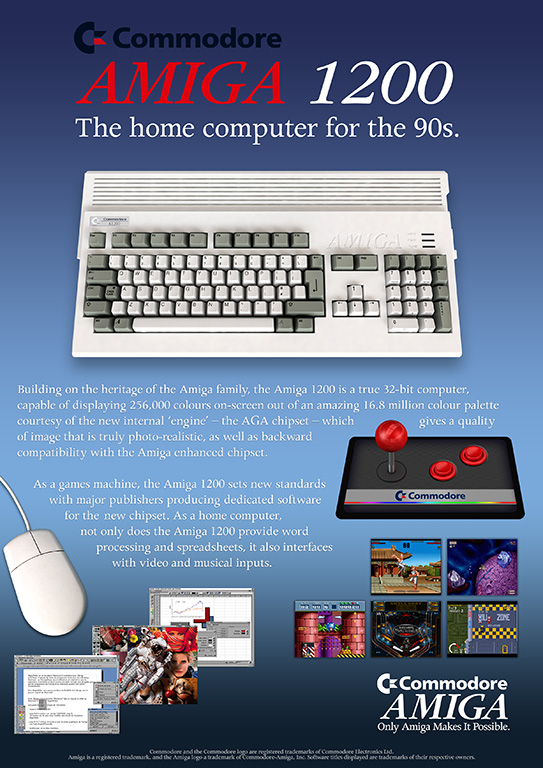 Commodore
AMIGA 1200
The home computer for the 90s.
Commodore
AMIGA
Building on the heritage of the Amiga family, the Amiga 1200 is a true 32-bit computer,
capable of displaying 256,000 colours on-screen out of an amazing 16.8 million colour palette
courtesy of the new internal 'engine' – the AGA chipset – which gives a quality
of image that is truly photo-realistic, as well as backward
compatibility with the Amiga enhanced chipset.
Commodore
As a games machine, the Amiga 1200 sets new standards
with major publishers producing dedicated software
for the new chipset. As a home computer,
not only does the Amiga 1200 provide word
processing and spreadsheets, it also interfaces
with video and musical inputs.
ZONE
Commodore
AMIGA
Only Amiga Makes It Possible.
Commodore and the Commodore logo are registered trademarks of Commodore Electronics Ltd.
Amiga is a registered trademark, and the Amiga logo a trademark of Commodore-Amiga, Inc. Software titles displayed are trademarks of their respective owners.